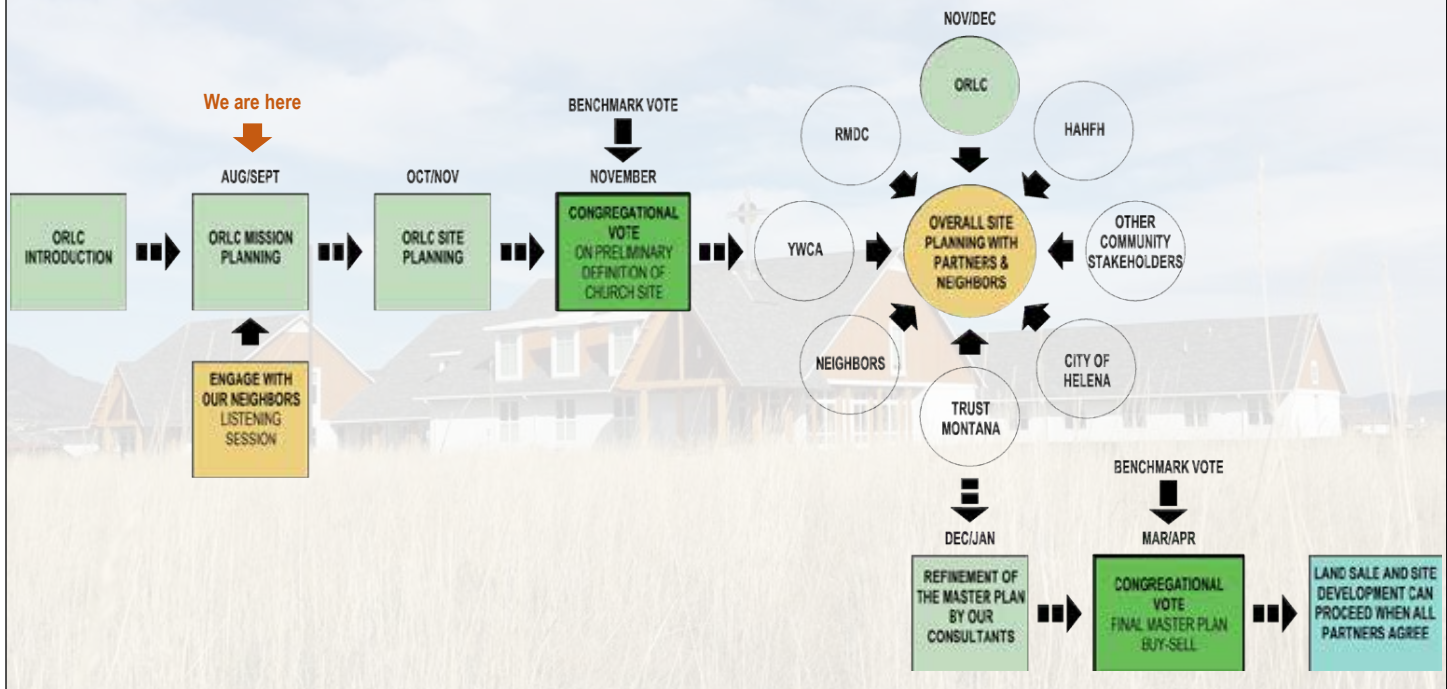 We are here
AUG/SEPT
ORLC
INTRODUCTION
ORLC MISSION
PLANNING
ENGAGE WITH
OUR NEIGHBORS
LISTENING
SESSION
OCT/NOV
ORLC SITE
PLANNING
BENCHMARK VOTE
NOVEMBER
CONGREGATIONAL
VOTE
ON PRELIMINARY
DEFINITION OF
CHURCH SITE
NOV/DEC
ORLC
RMDC
HAHFH
YWCA
OVERALL SITE
PLANNING WITH
PARTNERS &
NEIGHBORS
OTHER
COMMUNITY
STAKEHOLDERS
NEIGHBORS
TRUST
MONTANA
CITY OF
HELENA
DEC/JAN
REFINEMENT OF
THE MASTER PLAN
BY OUR
CONSULTANTS
BENCHMARK VOTE
MAR/APR
CONGREGATIONAL
VOTE
FINAL MASTER PLAN
BUY-SELL
LAND SALE AND SITE
DEVELOPMENT CAN
PROCEED WHEN ALL
PARTNERS AGREE